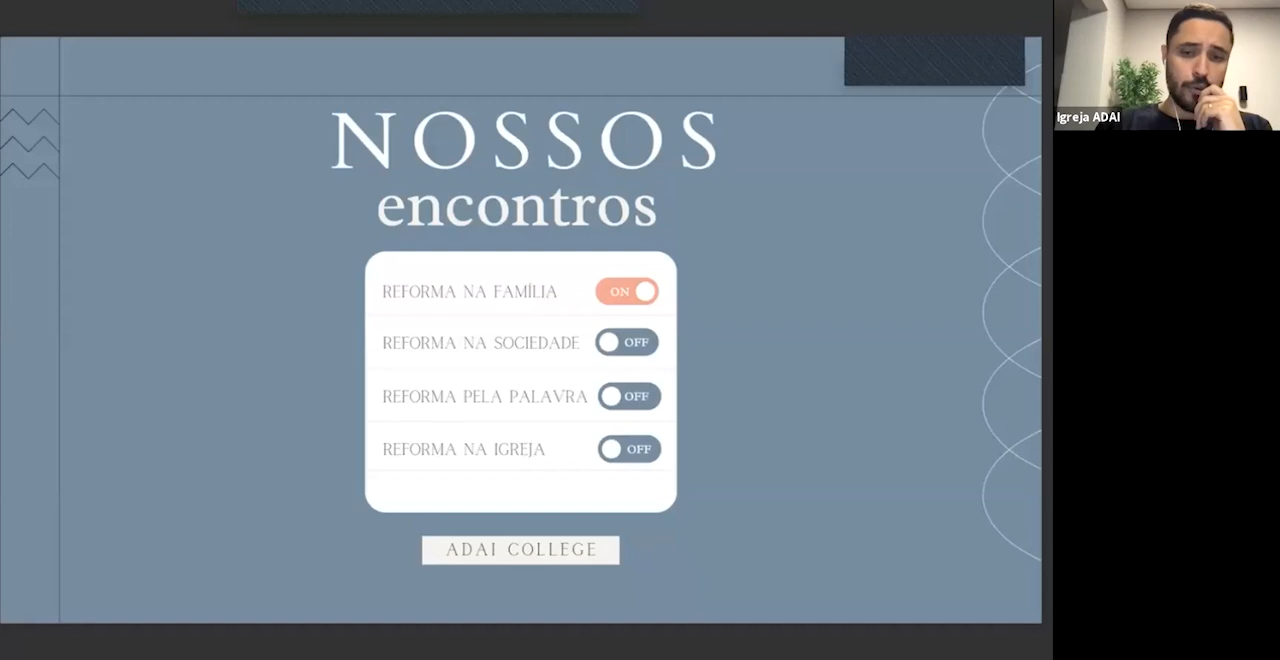 NOSSOS
encontros
REFORMA NA FAMÍLIA ON
REFORMA NA SOCIEDADE OFF
REFORMA PELA PALAVRA OFF
REFORMA NA IGREJA OFF
ADAI COLLEGE
Igreja ADAI